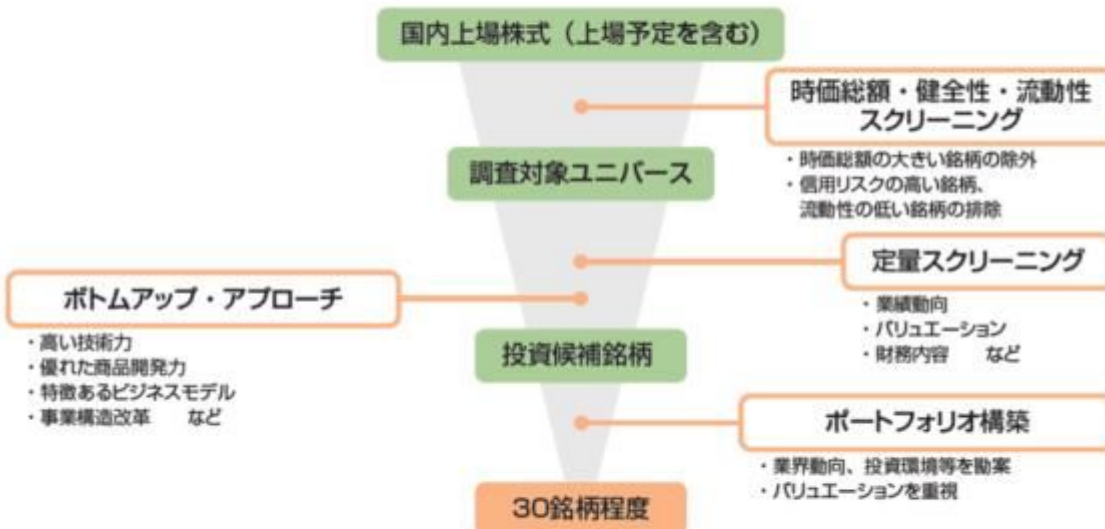 国内上場株式（上場予定を含む）
時価総額・健全性・流動性
スクリーニング
・時価総額の大きい銘柄の除外
・信用リスクの高い銘柄、
流動性の低い銘柄の排除
調査対象ユニバース
定量スクリーニング
・業績動向
・バリュエーション
・財務内容　など
ボトムアップ・アプローチ
・高い技術力
・優れた商品開発力
・特徴あるビジネスモデル
・事業構造改革　など
投資候補銘柄
ポートフォリオ構築
・業界動向、投資環境等を勘案
・バリュエーションを重視
30銘柄程度